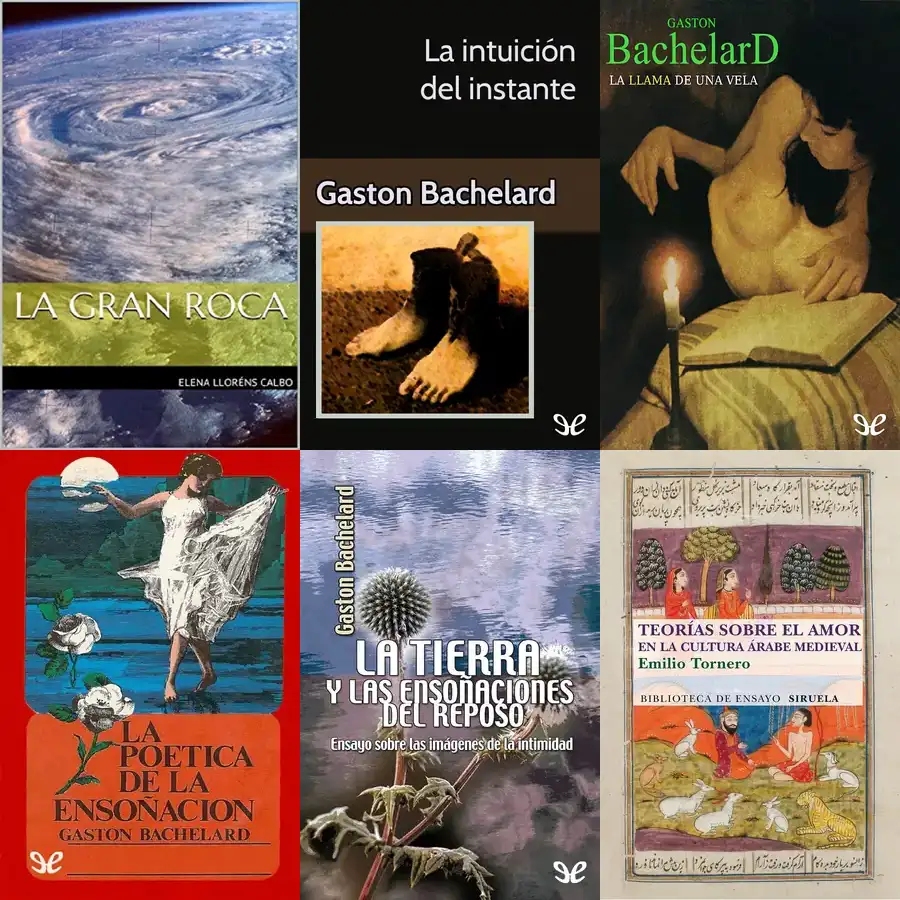 LA GRAN ROCA
ELENA LLORÉNS CALBO
La intuición
del instante
Gaston Bachelard
GASTON
BachelarD
LA LLAMA DE UNA VELA
LA
POETICA
DE LA
ENSOÑACION
GASTON BACHELARD
Gaston Bachelard
LA TIERRA
Y LAS ENSOÑACIONES
DEL REPOSO
Ensayo sobre las imágenes de la intimidad
TEORÍAS SOBRE EL AMOR
EN LA CULTURA ÁRABE MEDIEVAL
Emilio Tornero
BIBLIOTECA DE ENSAYO SIRUELA